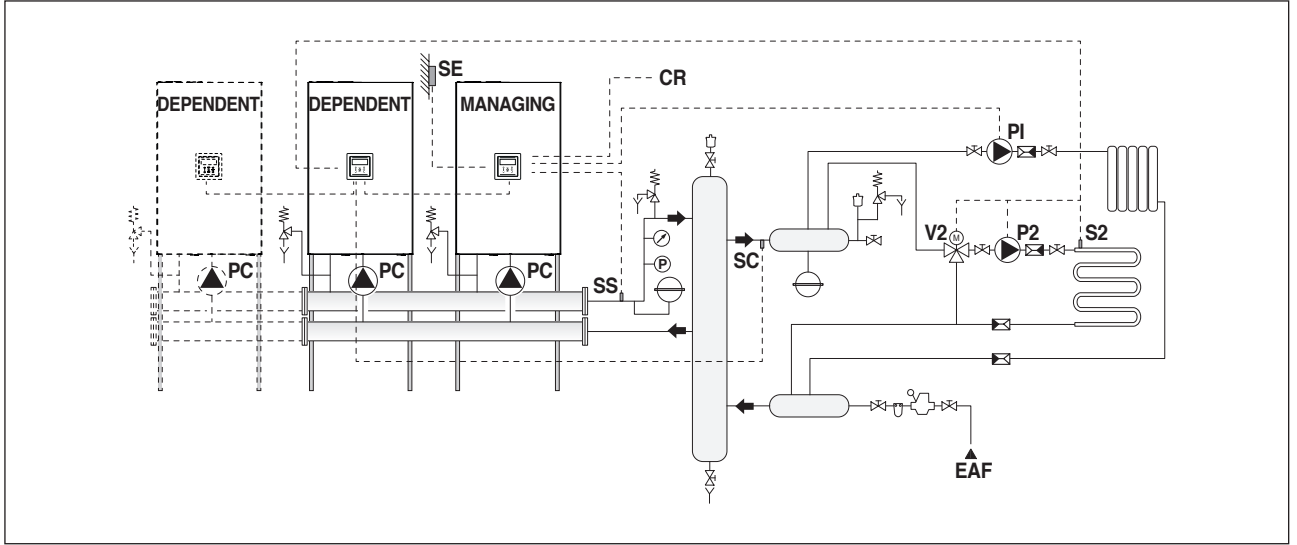 DEPENDENT
DEPENDENT
MANAGING
SE
CR
PI
V2
M
P2
S2
SC
PC
PC
PC
SS
P
EAF